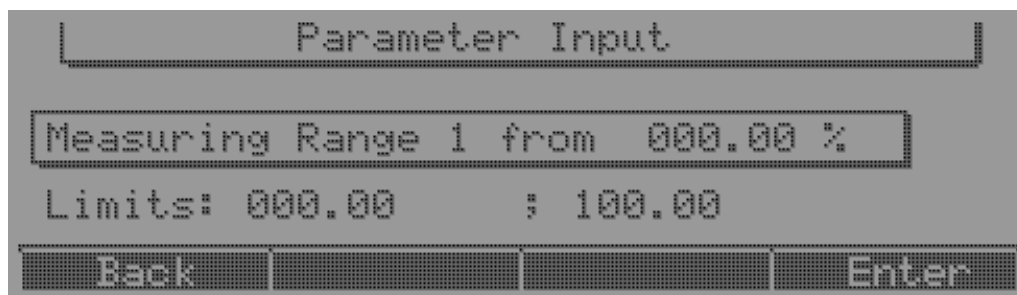 Parameter Input
Measuring Range 1 from 000.00 %
Limits: 000.00 ; 100.00
Back Enter